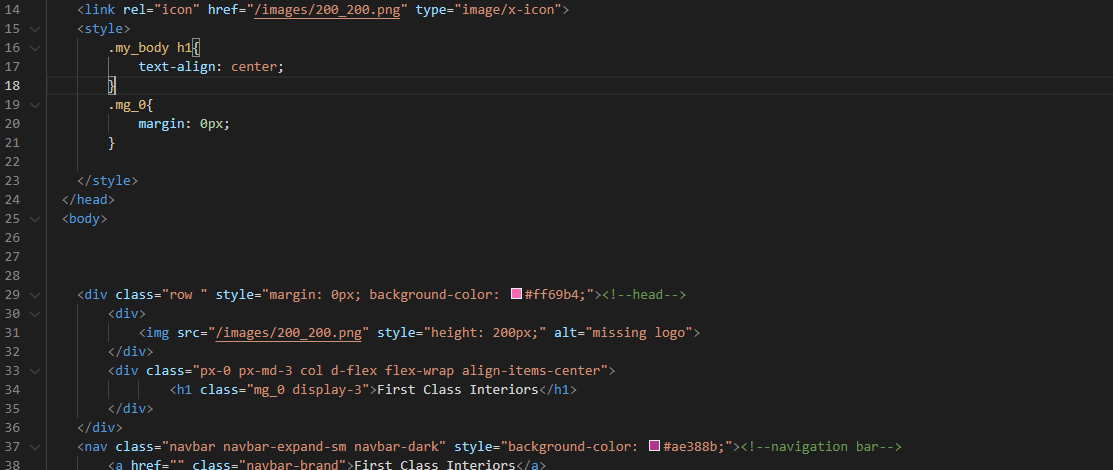 14 <link rel="icon" href="/images/200_200.png" type="image/x-icon">
15 <style>
16 .my_body h1{
17 text-align: center;
18 }
19 .mg_0{
20 margin: 0px;
21 }
22
23 </style>
24 </head>
25 <body>
26
27
28
29 <div class="row " style="margin: 0px; background-color: #ff69b4;"><!--head-->
30 <div>
31 <img src="/images/200_200.png" style="height: 200px;" alt="missing logo">
32 </div>
33 <div class="px-0 px-md-3 col d-flex flex-wrap align-items-center">
34 <h1 class="mg_0 display-3">First Class Interiors</h1>
35 </div>
36 </div>
37 <nav class="navbar navbar-expand-sm navbar-dark" style="background-color: #ae388b;"><!--navigation bar-->
38 <a href="" class="navbar-brand">First Class Interiors</a>